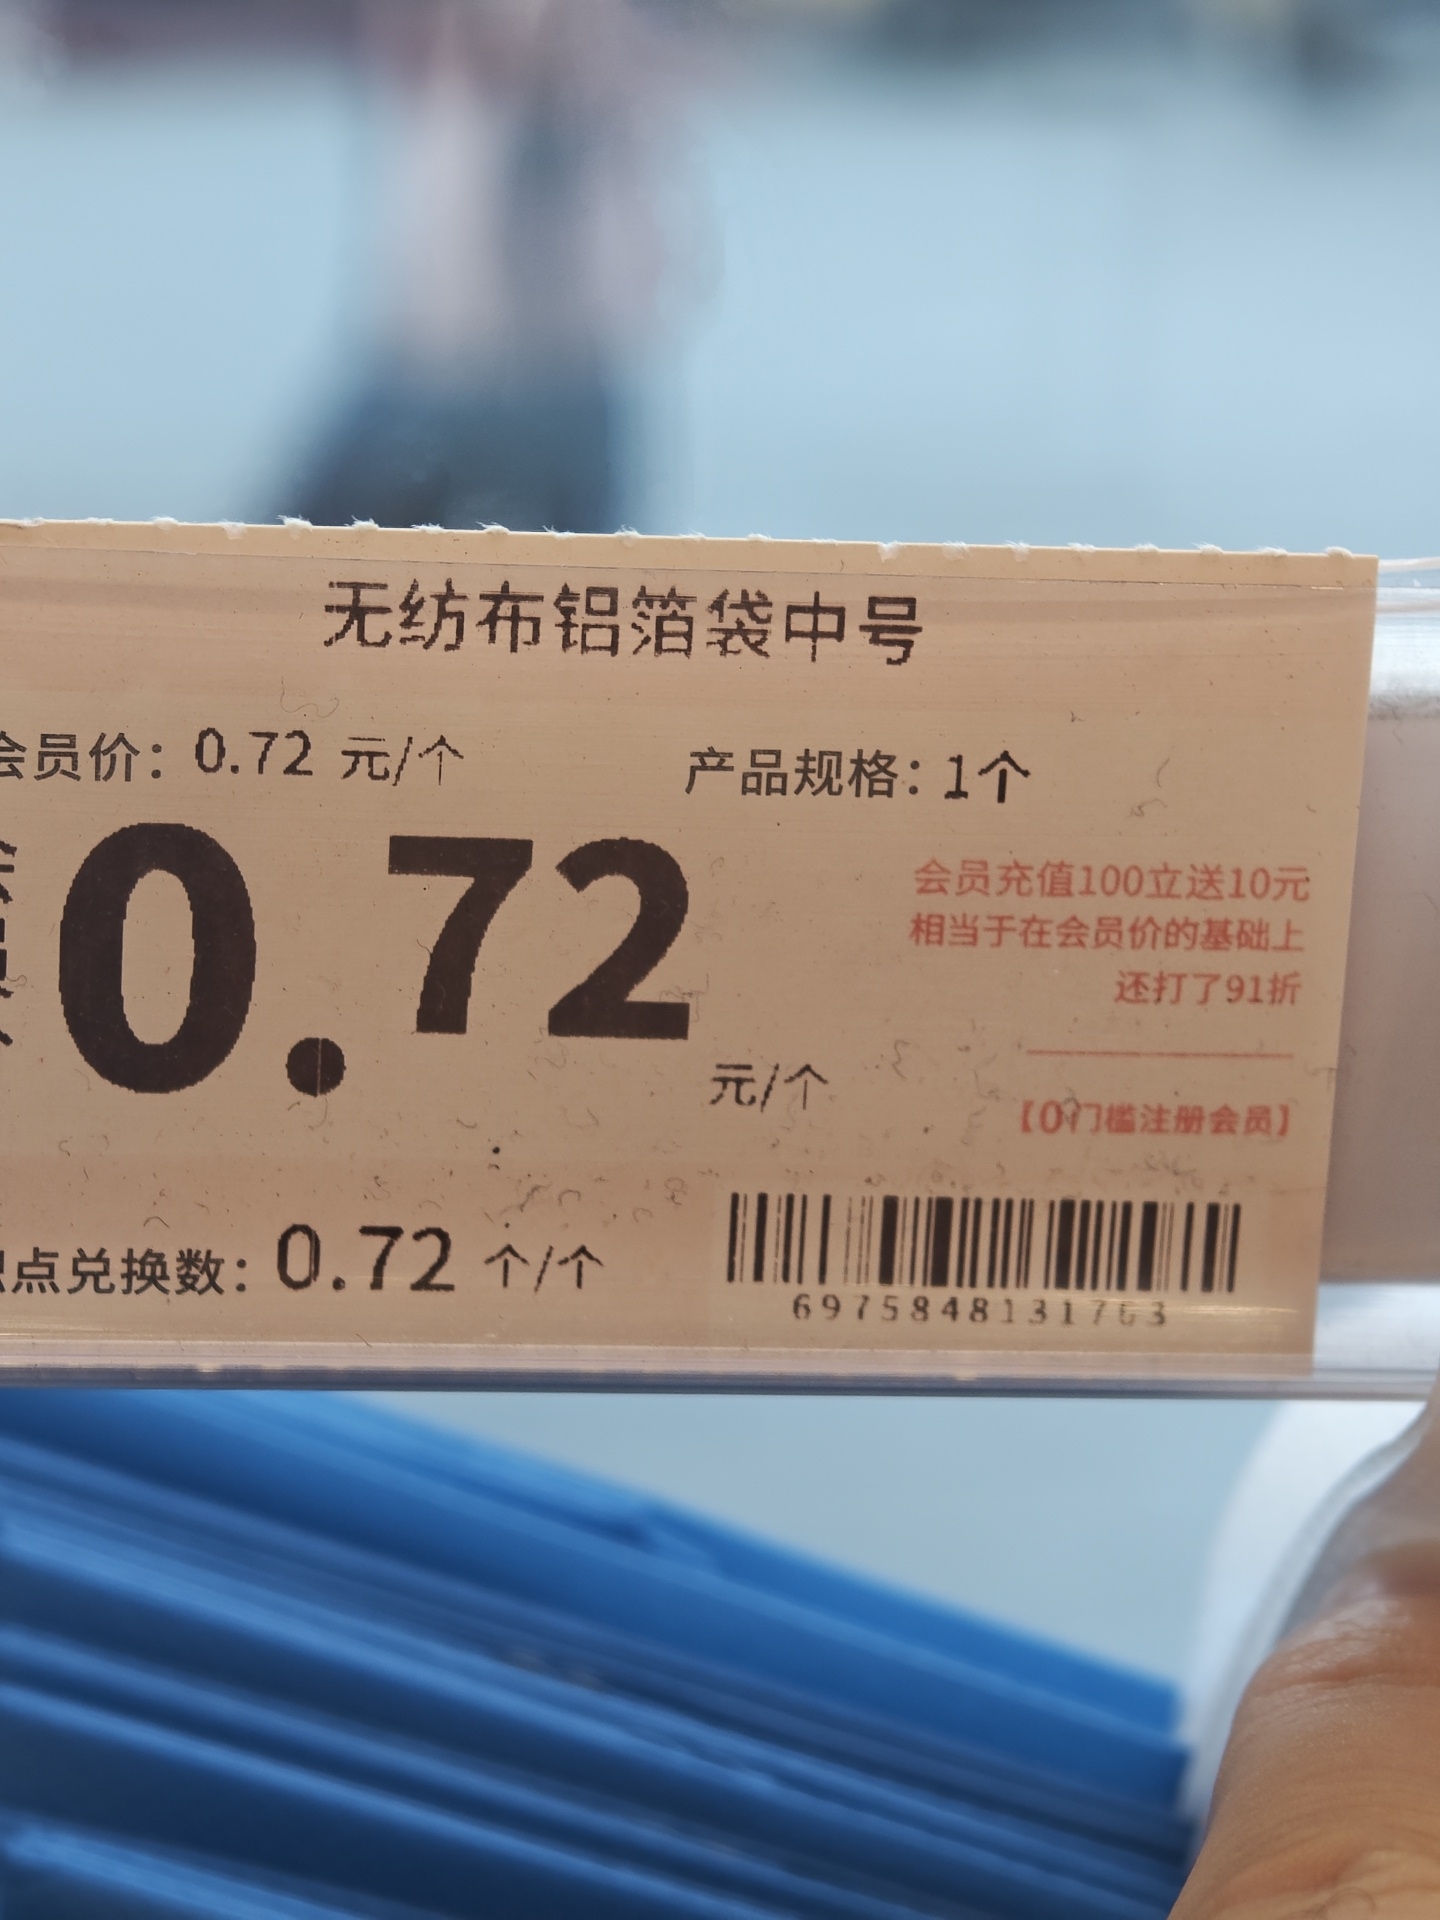 无纺布铝箔袋中号
会员价：0.72 元/个
产品规格：1个
0.72
元/个
会员充值100立送10元
相当于在会员价的基础上
还打了91折
【0门槛注册会员】
点兑换数：0.72 个/个
6975848131763